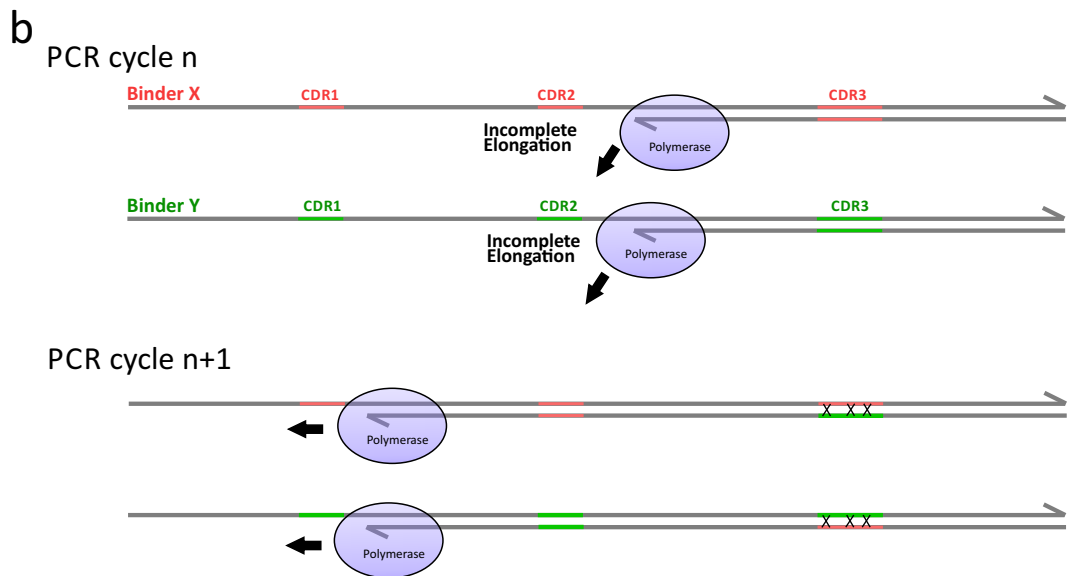 b
PCR cycle n
Binder X CDR1 CDR2 CDR3
Incomplete
Elongation
Polymerase
Binder Y CDR1 CDR2 CDR3
Incomplete
Elongation
Polymerase
PCR cycle n+1
X X X
Polymerase
X X X
Polymerase